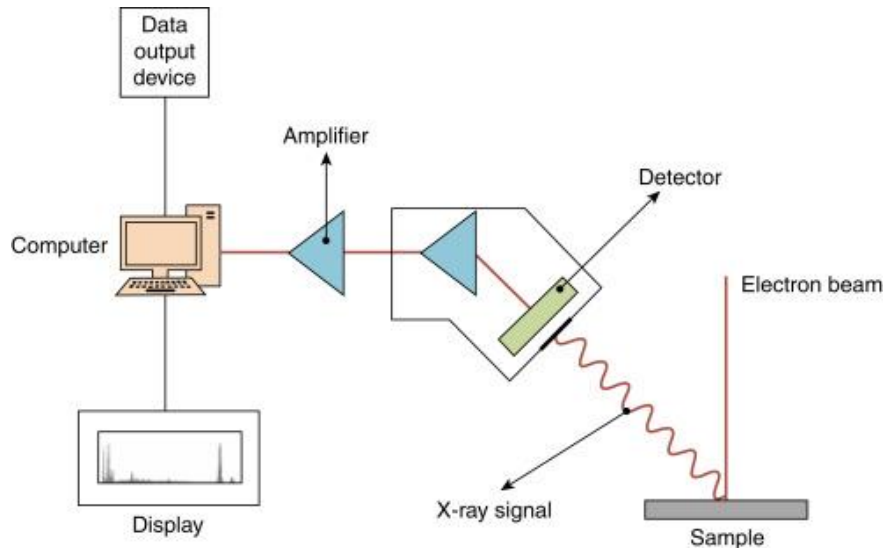 Data
output
device
Amplifier
Detector
Computer
Electron beam
X-ray signal
Display
Sample